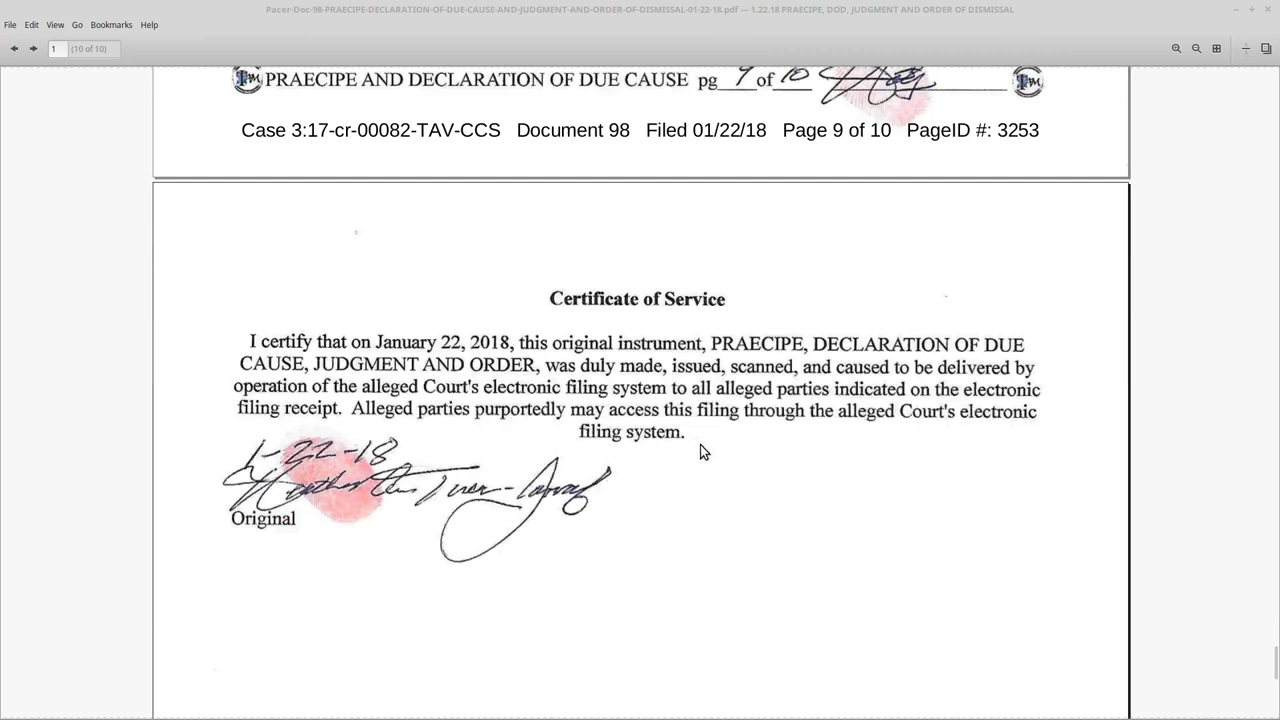 Pacer-Doc-98-PRAECIPE-DECLARATION-OF-DUE-CAUSE-AND-JUDGMENT-AND-ORDER-OF-DISMISSAL-01-22-18.pdf — 1.22.18 PRAECIPE, DOD, JUDGMENT AND ORDER OF DISMISSAL
File Edit View Go Bookmarks Help
1 (10 of 10)
PRAECIPE AND DECLARATION OF DUE CAUSE pg 9 of 10
Case 3:17-cr-00082-TAV-CCS Document 98 Filed 01/22/18 Page 9 of 10 PageID #: 3253
Certificate of Service
I certify that on January 22, 2018, this original instrument, PRAECIPE, DECLARATION OF DUE
CAUSE, JUDGMENT AND ORDER, was duly made, issued, scanned, and caused to be delivered by
operation of the alleged Court's electronic filing system to all alleged parties indicated on the electronic
filing receipt. Alleged parties purportedly may access this filing through the alleged Court's electronic
filing system.
1-22-18
Original